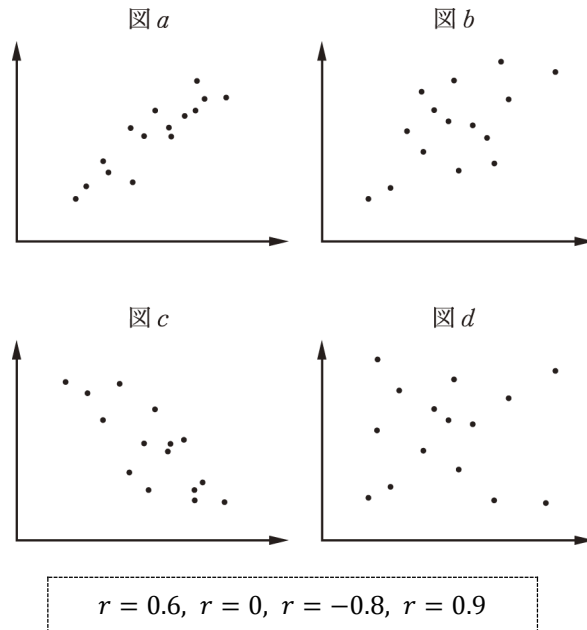 図 a
図 b
図 c
図 d
r = 0.6, r = 0, r = −0.8, r = 0.9